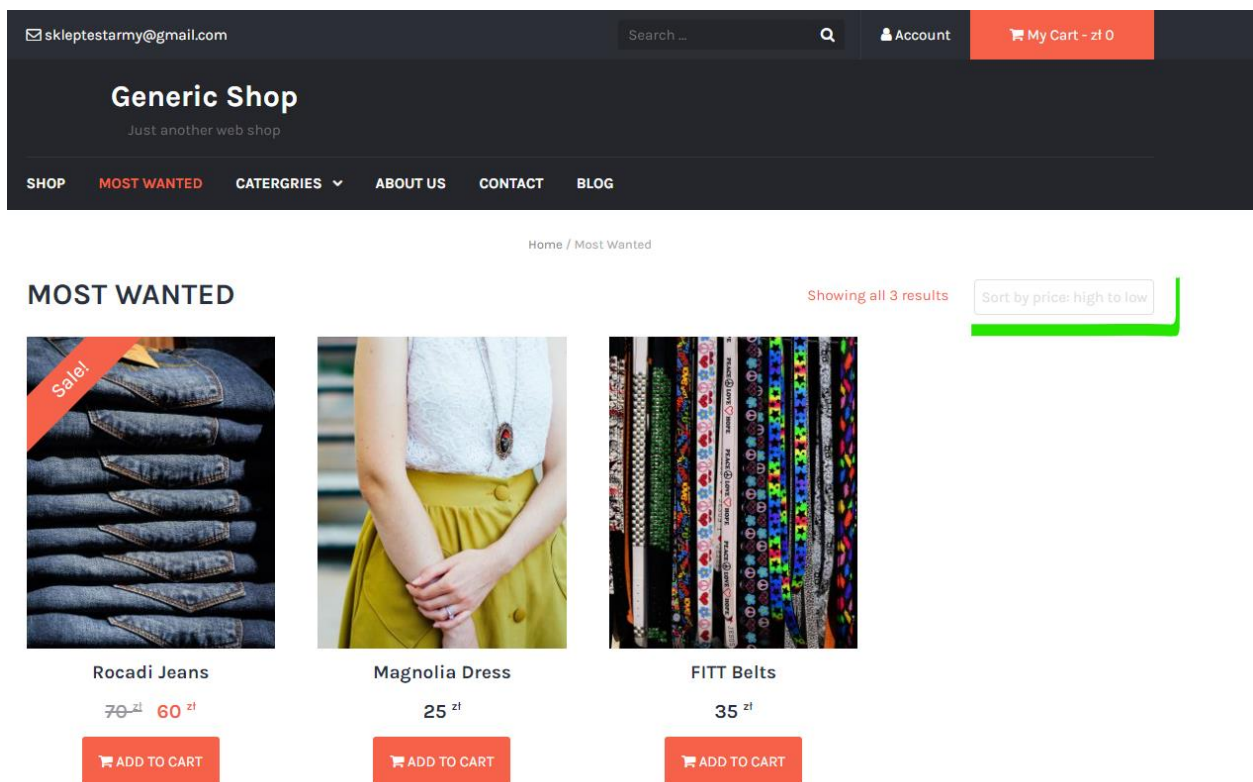 skleptestarmy@gmail.com
Search ...
Account
My Cart - zł 0
Generic Shop
Just another web shop
SHOP MOST WANTED CATERGRIES ABOUT US CONTACT BLOG
Home / Most Wanted
MOST WANTED
Showing all 3 results
Sort by price: high to low
Sale!
PEACE LOVE HOPE
Rocadi Jeans
70 zł 60 zł
ADD TO CART
Magnolia Dress
25 zł
ADD TO CART
FITT Belts
35 zł
ADD TO CART